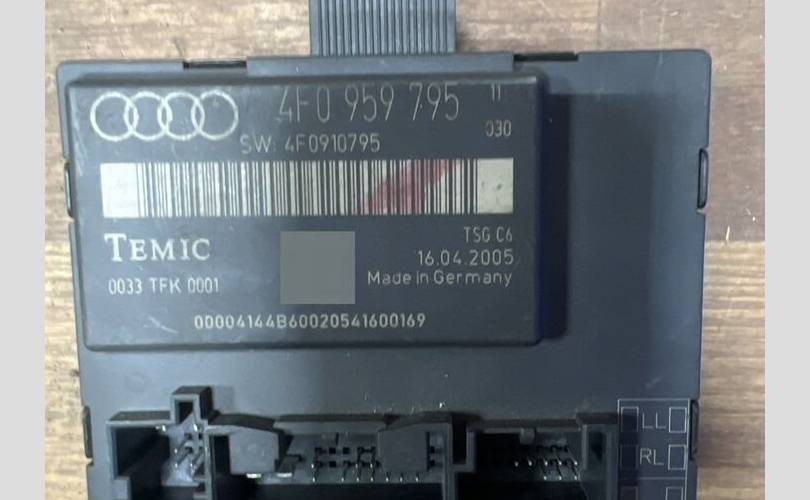 4F0 959 795
030
SW: 4F0910795
TEMIC
TSG C6
16.04.2005
0033 TFK 0001
Made in Germany
00004144B60020541600169
LL
RL